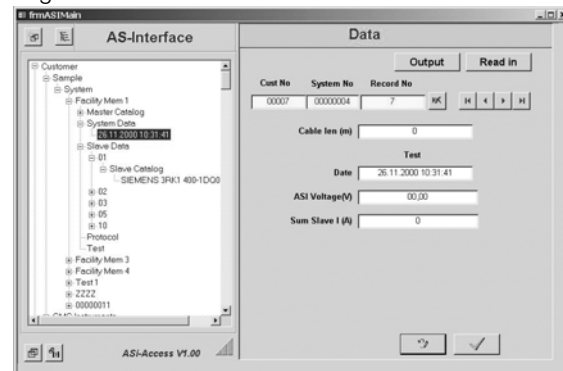 frmASIMain
AS-Interface
Customer
Sample
System
Facility Mem 1
Master Catalog
System Data
26.11.2000 10:31:41
Slave Data
01
Slave Catalog
SIEMENS 3RK1 400-1DQ0
02
03
05
10
Protocol
Test
Facility Mem 3
Facility Mem 4
Test 1
ZZZZ
00000011
ASi-Access V1.00
Data
Output Read in
Cust No System No Record No
00007 00000004 7
Cable len (m) 0
Test
Date 26.11.2000 10:31:41
ASI Voltage(V) 00,00
Sum Slave I (A) 0